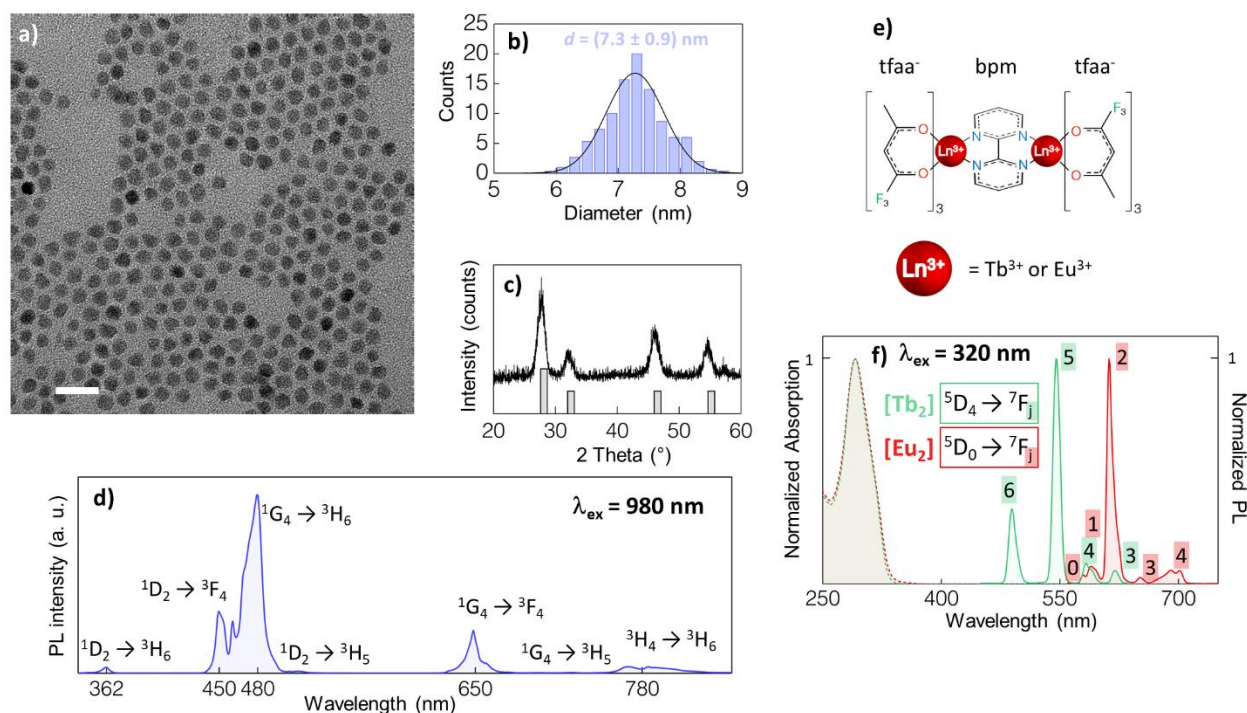 a)
b)
d = (7.3 ± 0.9) nm
Counts
25
20
15
10
5
0
5 6 7 8 9
Diameter (nm)
c)
Intensity (counts)
20 30 40 50 60
2 Theta (°)
d)
λex = 980 nm
PL intensity (a. u.)
¹D₂ → ³H₆
¹D₂ → ³F₄
¹G₄ → ³H₆
¹D₂ → ³H₅
¹G₄ → ³F₄
¹G₄ → ³H₅
³H₄ → ³H₆
362 450 480 650 780
Wavelength (nm)
e)
tfaa⁻ bpm tfaa⁻
F₃
O O N N Ln³⁺ N N Ln³⁺ O O
F₃
3 3
Ln³⁺ = Tb³⁺ or Eu³⁺
f) λex = 320 nm
[Tb₂] ⁵D₄ → ⁷Fj
[Eu₂] ⁵D₀ → ⁷Fj
Normalized Absorption
1
1
Normalized PL
6 5 2
0 1 4 3 3 4
250 400 550 700
Wavelength (nm)